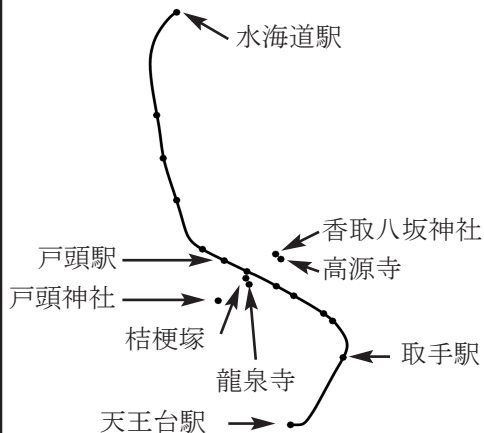 水海道駅
香取八坂神社
戸頭駅
高源寺
戸頭神社
桔梗塚
取手駅
龍泉寺
天王台駅